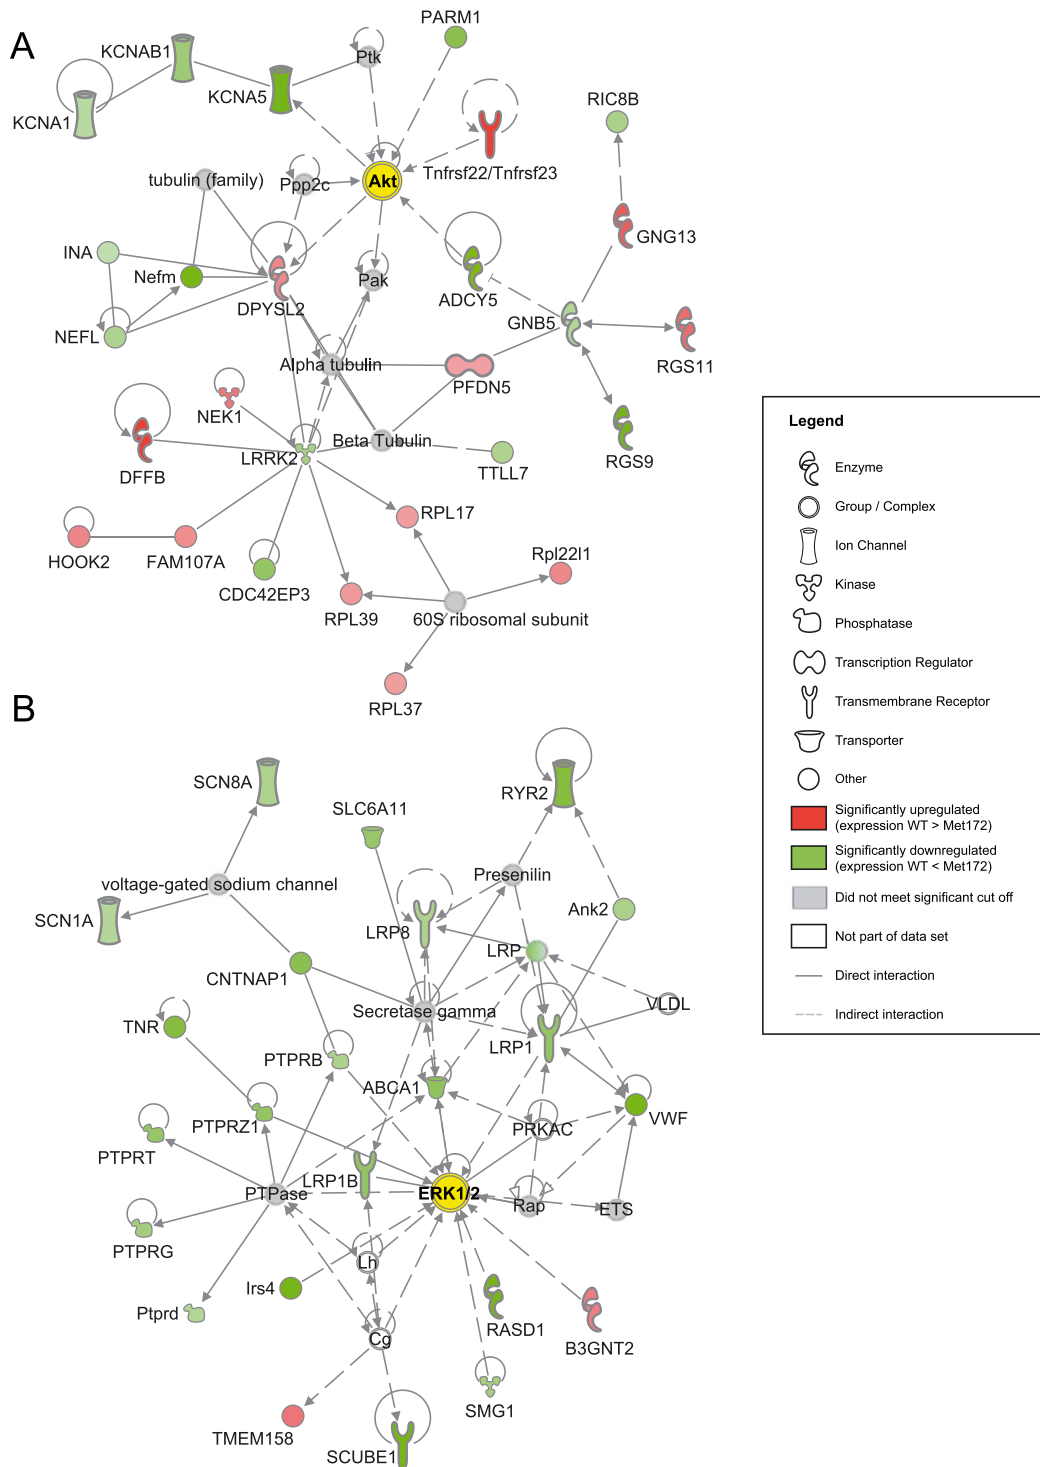 A
PARM1
KCNAB1
Ptk
KCNA5
KCNA1
RIC8B
Tnfrsf22/Tnfrsf23
tubulin (family)
Ppp2c
Akt
GNG13
INA
Nefm
Pak
ADCY5
DPYSL2
GNB5
NEFL
RGS11
Alpha tubulin
PFDN5
NEK1
Beta Tubulin
LRRK2
RGS9
DFFB
TTLL7
RPL17
Rpl22l1
HOOK2
FAM107A
CDC42EP3
RPL39
60S ribosomal subunit
RPL37
B
SCN8A
RYR2
SLC6A11
Presenilin
voltage-gated sodium channel
Ank2
SCN1A
LRP8
LRP
CNTNAP1
VLDL
Secretase gamma
TNR
LRP1
PTPRB
ABCA1
VWF
PTPRZ1
PRKAC
PTPRT
LRP1B
PTPase
ERK1/2
Rap
ETS
PTPRG
Lh
Irs4
Ptprd
RASD1
Cg
B3GNT2
SMG1
TMEM158
SCUBE1
Legend
Enzyme
Group / Complex
Ion Channel
Kinase
Phosphatase
Transcription Regulator
Transmembrane Receptor
Transporter
Other
Significantly upregulated
(expression WT > Met172)
Significantly downregulated
(expression WT < Met172)
Did not meet significant cut off
Not part of data set
Direct interaction
Indirect interaction